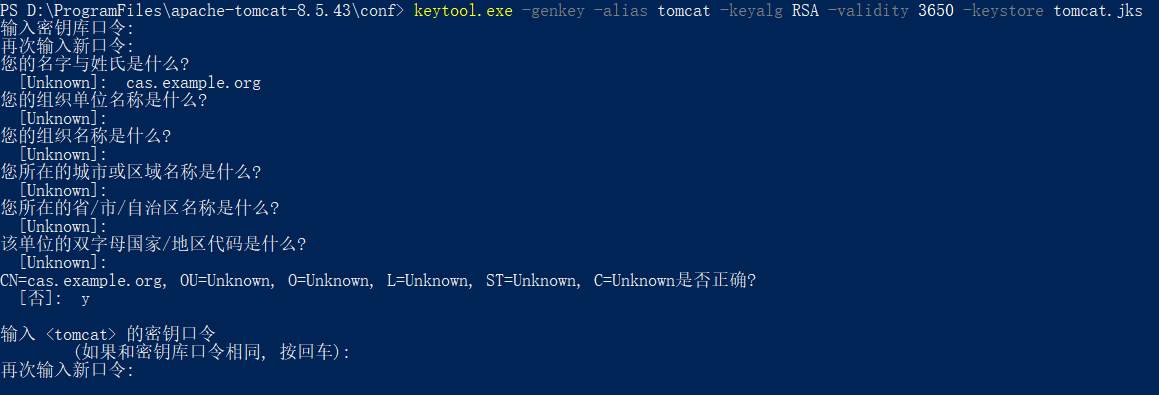 PS D:\ProgramFiles\apache-tomcat-8.5.43\conf> keytool.exe -genkey -alias tomcat -keyalg RSA -validity 3650 -keystore tomcat.jks
输入密钥库口令:
再次输入新口令:
您的名字与姓氏是什么?
  [Unknown]:  cas.example.org
您的组织单位名称是什么?
  [Unknown]:
您的组织名称是什么?
  [Unknown]:
您所在的城市或区域名称是什么?
  [Unknown]:
您所在的省/市/自治区名称是什么?
  [Unknown]:
该单位的双字母国家/地区代码是什么?
  [Unknown]:
CN=cas.example.org, OU=Unknown, O=Unknown, L=Unknown, ST=Unknown, C=Unknown是否正确?
  [否]:  y
输入 <tomcat> 的密钥口令
        (如果和密钥库口令相同, 按回车):
再次输入新口令: